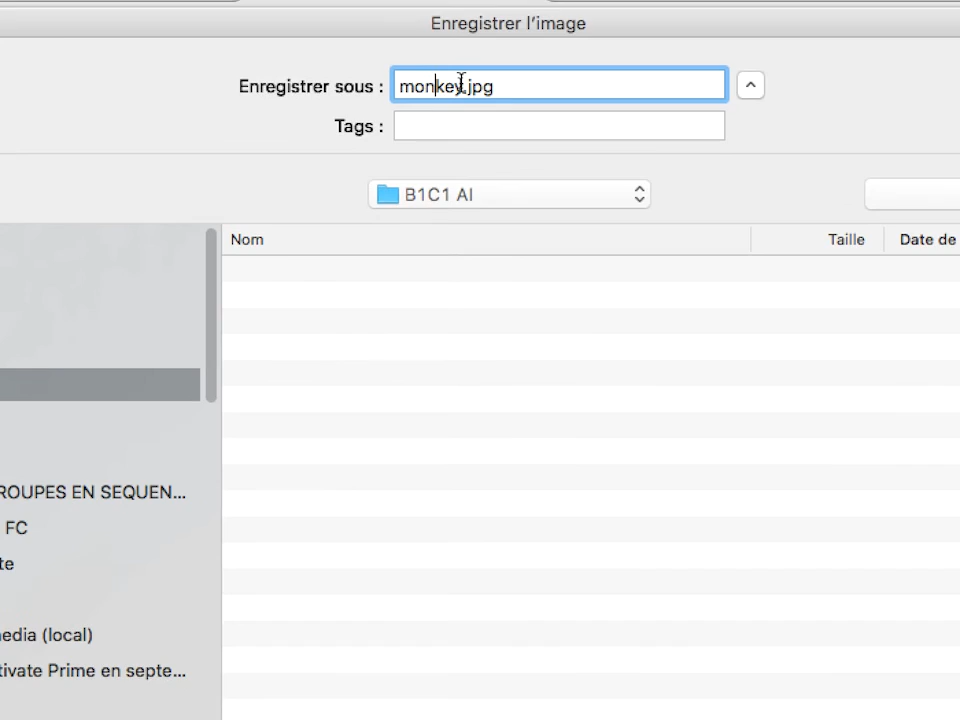 Enregistrer l'image
Enregistrer sous : monkey.jpg
Tags :
B1C1 AI
Nom Taille Date de
ROUPES EN SEQUEN...
FC
te
edia (local)
tivate Prime en septe...